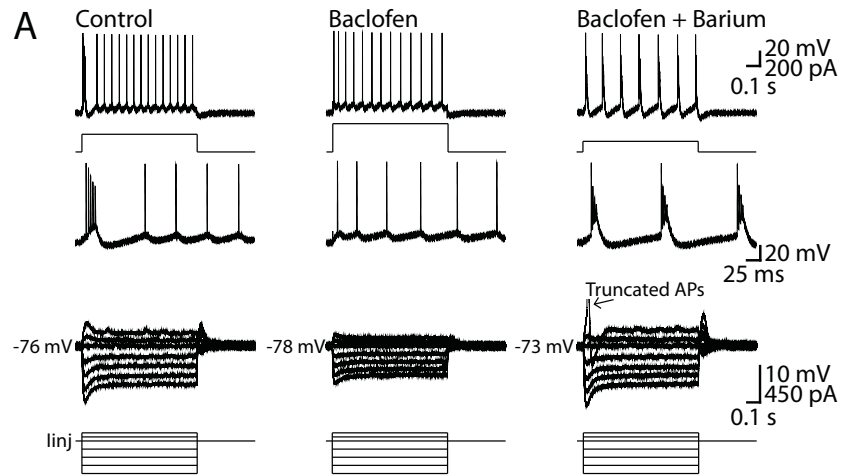 A
Control
Baclofen
Baclofen + Barium
20 mV
200 pA
0.1 s
20 mV
25 ms
Truncated APs
-76 mV
-78 mV
-73 mV
10 mV
450 pA
0.1 s
Iinj